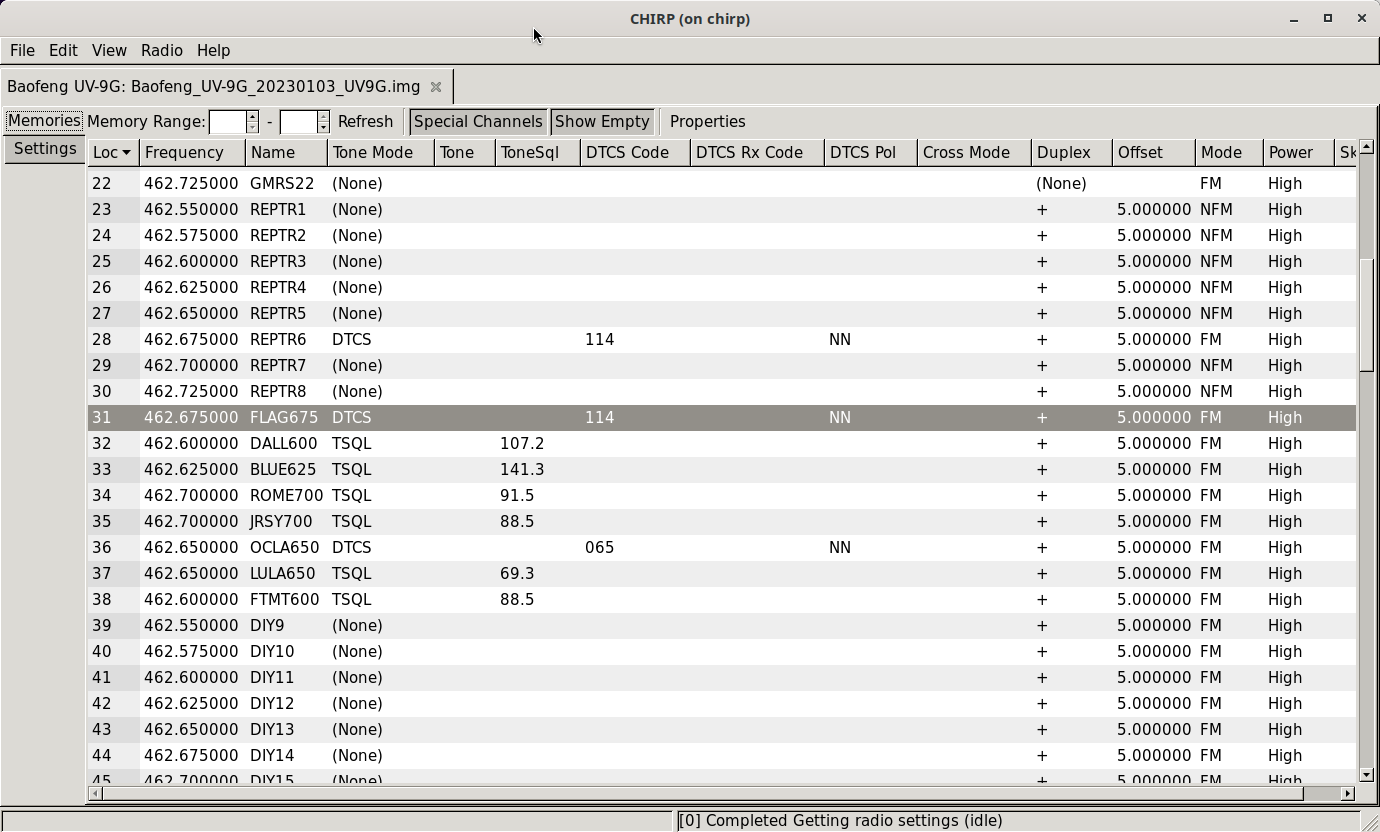 CHIRP (on chirp)
File Edit View Radio Help
Baofeng UV-9G: Baofeng_UV-9G_20230103_UV9G.img
Memories Memory Range: - Refresh Special Channels Show Empty Properties
Settings
Loc Frequency Name Tone Mode Tone ToneSql DTCS Code DTCS Rx Code DTCS Pol Cross Mode Duplex Offset Mode Power Sk
22 462.725000 GMRS22 (None) (None) FM High
23 462.550000 REPTR1 (None) + 5.000000 NFM High
24 462.575000 REPTR2 (None) + 5.000000 NFM High
25 462.600000 REPTR3 (None) + 5.000000 NFM High
26 462.625000 REPTR4 (None) + 5.000000 NFM High
27 462.650000 REPTR5 (None) + 5.000000 NFM High
28 462.675000 REPTR6 DTCS 114 NN + 5.000000 FM High
29 462.700000 REPTR7 (None) + 5.000000 NFM High
30 462.725000 REPTR8 (None) + 5.000000 NFM High
31 462.675000 FLAG675 DTCS 114 NN + 5.000000 FM High
32 462.600000 DALL600 TSQL 107.2 + 5.000000 FM High
33 462.625000 BLUE625 TSQL 141.3 + 5.000000 FM High
34 462.700000 ROME700 TSQL 91.5 + 5.000000 FM High
35 462.700000 JRSY700 TSQL 88.5 + 5.000000 FM High
36 462.650000 OCLA650 DTCS 065 NN + 5.000000 FM High
37 462.650000 LULA650 TSQL 69.3 + 5.000000 FM High
38 462.600000 FTMT600 TSQL 88.5 + 5.000000 FM High
39 462.550000 DIY9 (None) + 5.000000 FM High
40 462.575000 DIY10 (None) + 5.000000 FM High
41 462.600000 DIY11 (None) + 5.000000 FM High
42 462.625000 DIY12 (None) + 5.000000 FM High
43 462.650000 DIY13 (None) + 5.000000 FM High
44 462.675000 DIY14 (None) + 5.000000 FM High
45 462.700000 DIY15 (None) + 5.000000 FM High
[0] Completed Getting radio settings (idle)